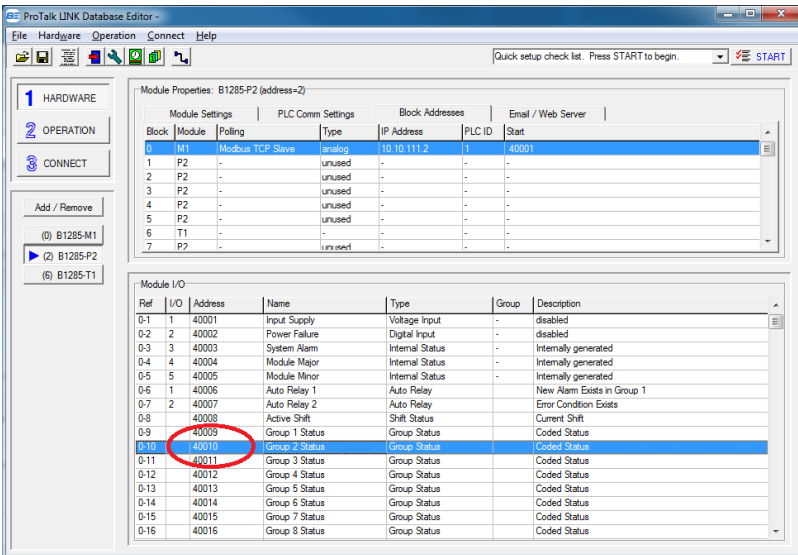 BE ProTalk LINK Database Editor -
File Hardware Operation Connect Help
Quick setup check list. Press START to begin. START
1 HARDWARE
2 OPERATION
3 CONNECT
Add / Remove
(0) B1285-M1
(2) B1285-P2
(6) B1285-T1
Module Properties: B1285-P2 (address=2)
Module Settings PLC Comm Settings Block Addresses Email / Web Server
Block Module Polling Type IP Address PLC ID Start
0 M1 Modbus TCP Slave analog 10.10.111.2 1 40001
1 P2 - unused - - -
2 P2 - unused - - -
3 P2 - unused - - -
4 P2 - unused - - -
5 P2 - unused - - -
6 T1 - - - - -
7 P2 - unused - - -
Module I/O
Ref I/O Address Name Type Group Description
0-1 1 40001 Input Supply Voltage Input - disabled
0-2 2 40002 Power Failure Digital Input - disabled
0-3 3 40003 System Alarm Internal Status - Internally generated
0-4 4 40004 Module Major Internal Status - Internally generated
0-5 5 40005 Module Minor Internal Status - Internally generated
0-6 1 40006 Auto Relay 1 Auto Relay New Alarm Exists in Group 1
0-7 2 40007 Auto Relay 2 Auto Relay Error Condition Exists
0-8 40008 Active Shift Shift Status Current Shift
0-9 40009 Group 1 Status Group Status Coded Status
0-10 40010 Group 2 Status Group Status Coded Status
0-11 40011 Group 3 Status Group Status Coded Status
0-12 40012 Group 4 Status Group Status Coded Status
0-13 40013 Group 5 Status Group Status Coded Status
0-14 40014 Group 6 Status Group Status Coded Status
0-15 40015 Group 7 Status Group Status Coded Status
0-16 40016 Group 8 Status Group Status Coded Status